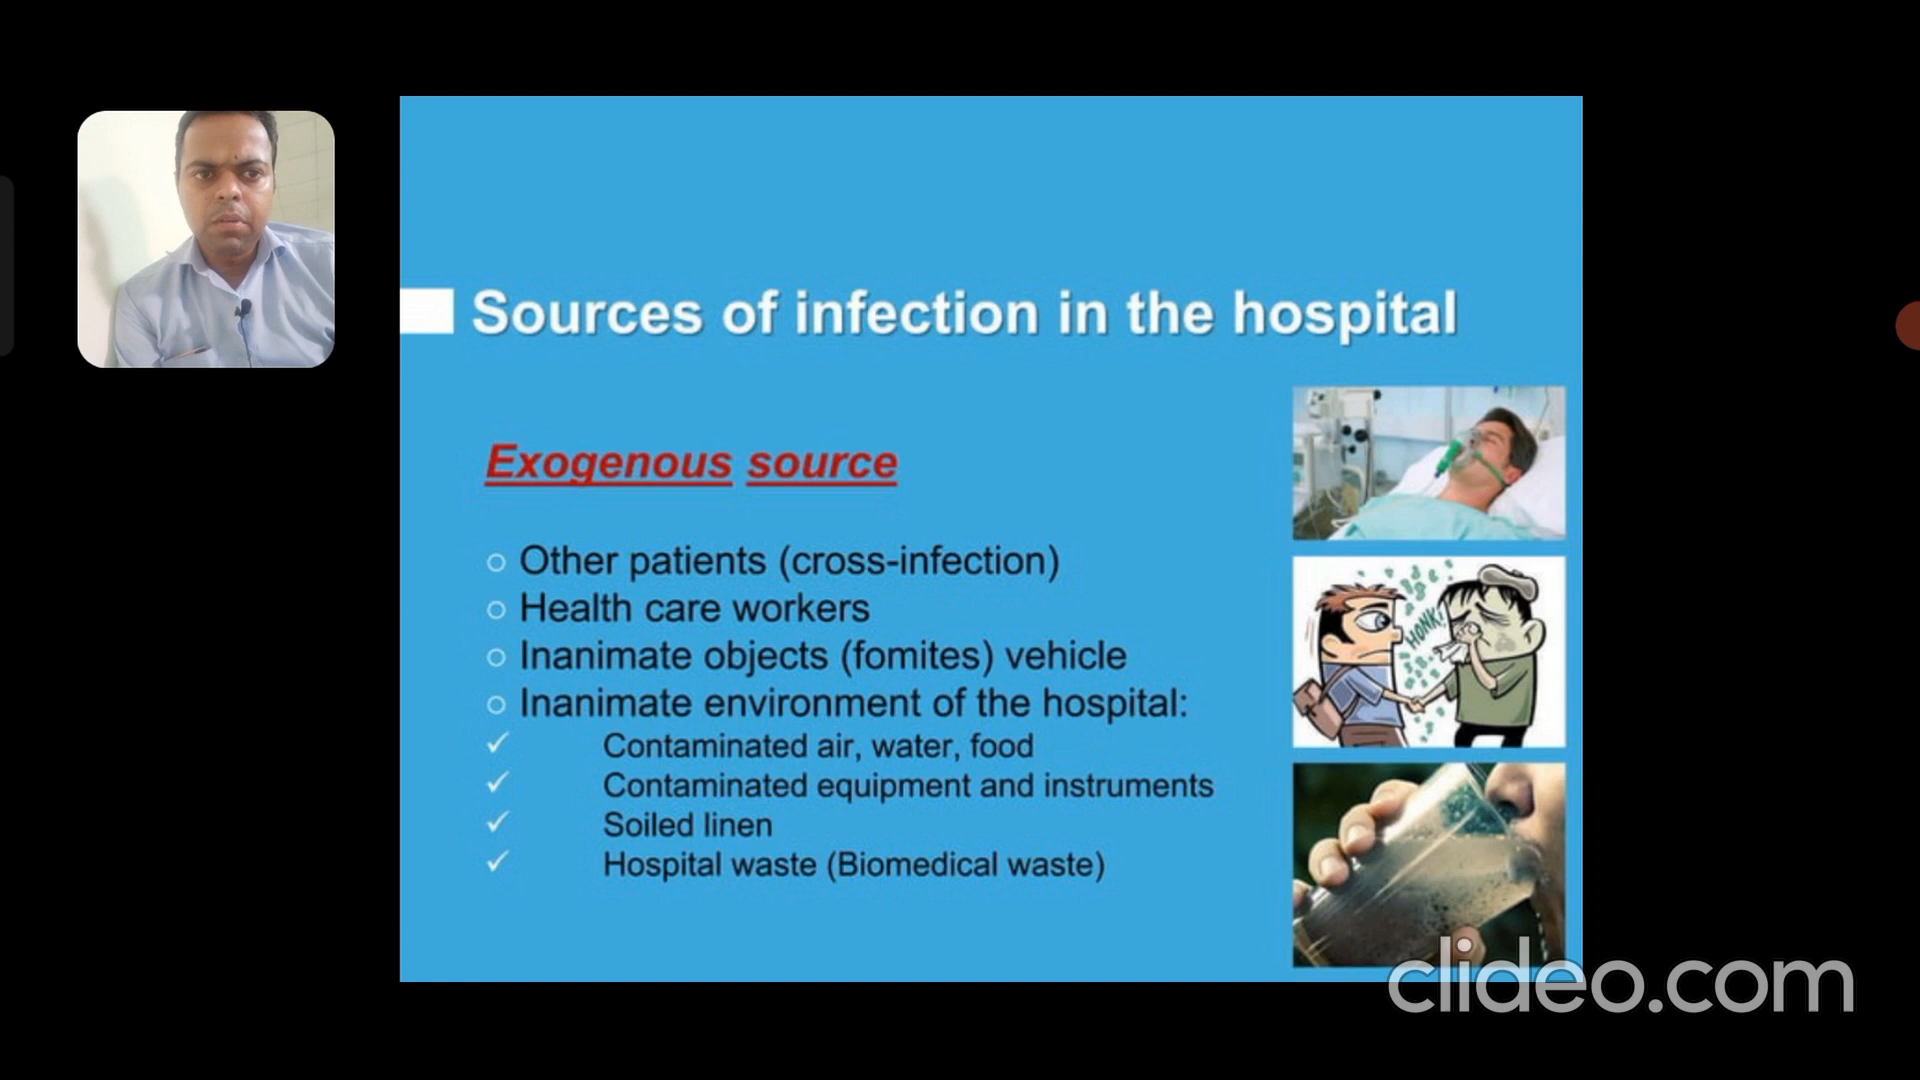 Sources of infection in the hospital
Exogenous source
Other patients (cross-infection)
Health care workers
Inanimate objects (fomites) vehicle
Inanimate environment of the hospital:
Contaminated air, water, food
Contaminated equipment and instruments
Soiled linen
Hospital waste (Biomedical waste)
HONK!
clideo.com